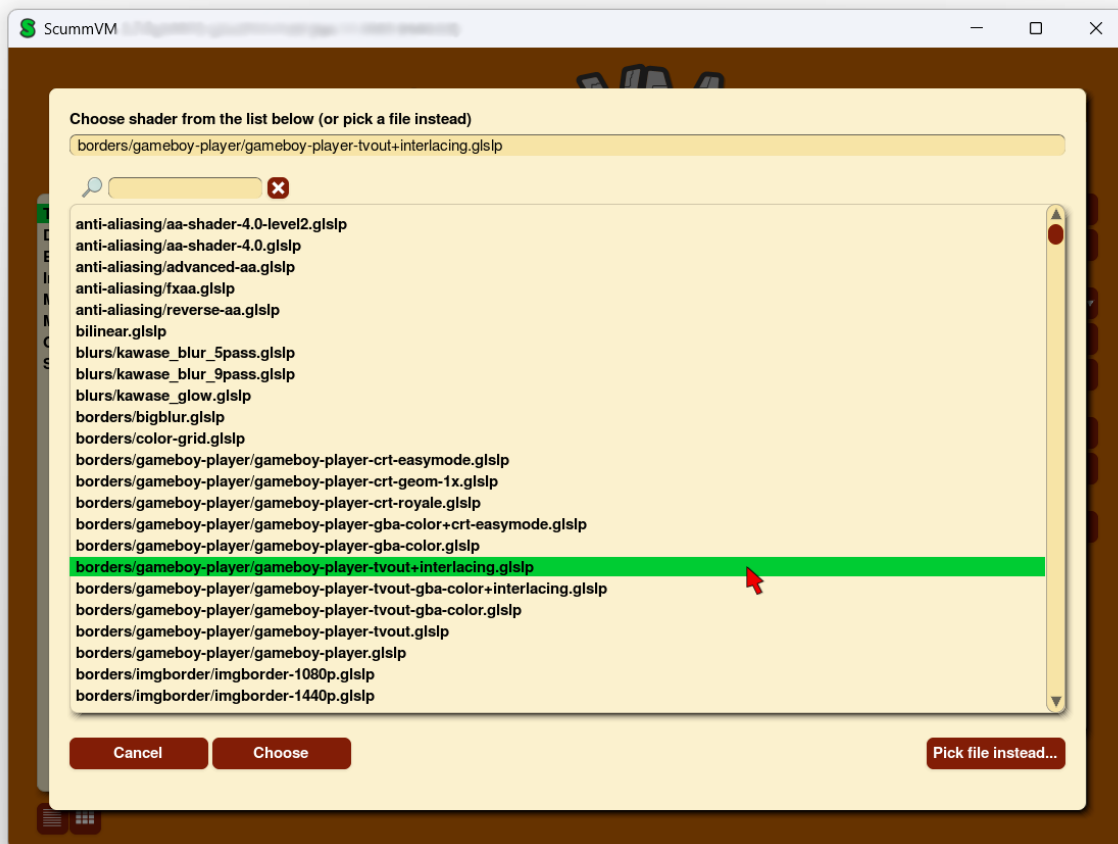 ScummVM
Choose shader from the list below (or pick a file instead)
borders/gameboy-player/gameboy-player-tvout+interlacing.glslp
anti-aliasing/aa-shader-4.0-level2.glslp
anti-aliasing/aa-shader-4.0.glslp
anti-aliasing/advanced-aa.glslp
anti-aliasing/fxaa.glslp
anti-aliasing/reverse-aa.glslp
bilinear.glslp
blurs/kawase_blur_5pass.glslp
blurs/kawase_blur_9pass.glslp
blurs/kawase_glow.glslp
borders/bigblur.glslp
borders/color-grid.glslp
borders/gameboy-player/gameboy-player-crt-easymode.glslp
borders/gameboy-player/gameboy-player-crt-geom-1x.glslp
borders/gameboy-player/gameboy-player-crt-royale.glslp
borders/gameboy-player/gameboy-player-gba-color+crt-easymode.glslp
borders/gameboy-player/gameboy-player-gba-color.glslp
borders/gameboy-player/gameboy-player-tvout+interlacing.glslp
borders/gameboy-player/gameboy-player-tvout-gba-color+interlacing.glslp
borders/gameboy-player/gameboy-player-tvout-gba-color.glslp
borders/gameboy-player/gameboy-player-tvout.glslp
borders/gameboy-player/gameboy-player.glslp
borders/imgborder/imgborder-1080p.glslp
borders/imgborder/imgborder-1440p.glslp
Cancel
Choose
Pick file instead...